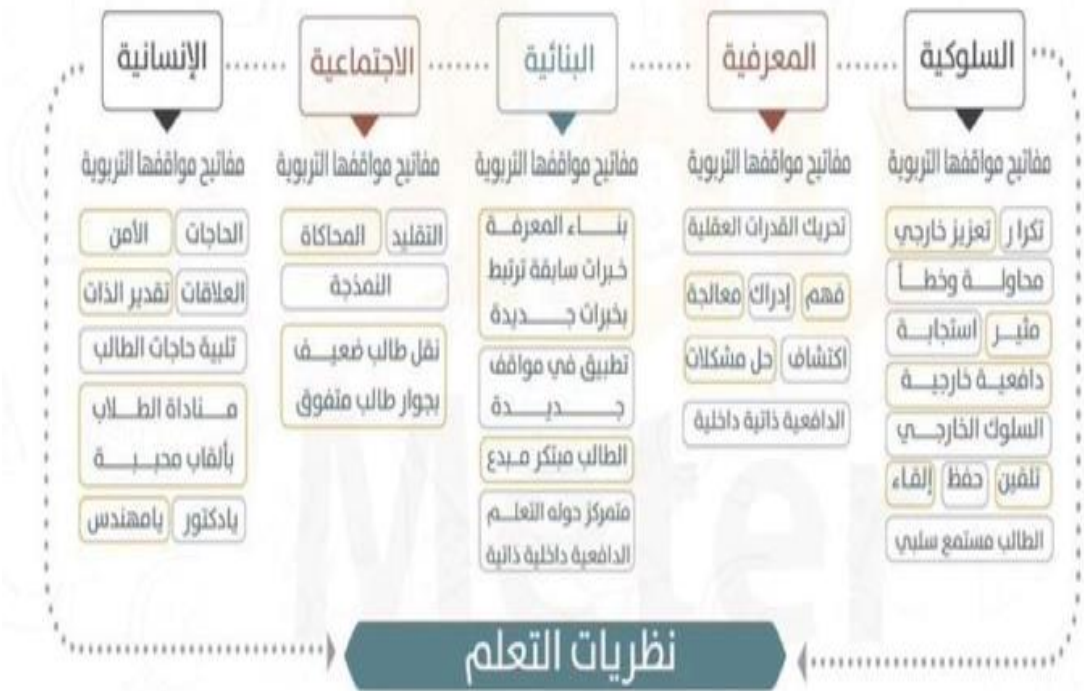 السلوكية
مفاتيح مواقفها التربوية
تكرار تعزيز خارجي
محاولة وخطأ
مثير استجابة
دافعية خارجية
السلوك الخارجي
تلقين حفظ إلقاء
الطالب مستمع سلبي
المعرفية
مفاتيح مواقفها التربوية
تحريك القدرات العقلية
فهم إدراك معالجة
اكتشاف حل مشكلات
الدافعية ذاتية داخلية
البنائية
مفاتيح مواقفها التربوية
بناء المعرفة
خبرات سابقة ترتبط
بخبرات جديدة
تطبيق في مواقف
جديدة
الطالب مبتكر مبدع
متمركز حوله التعلم
الدافعية داخلية ذاتية
الاجتماعية
مفاتيح مواقفها التربوية
التقليد المحاكاة
النمذجة
نقل طالب ضعيف
بجوار طالب متفوق
الإنسانية
مفاتيح مواقفها التربوية
الحاجات الأمن
العلاقات تقدير الذات
تلبية حاجات الطالب
مناداة الطلاب
بألقاب محببة
يادكتور يامهندس
نظريات التعلم